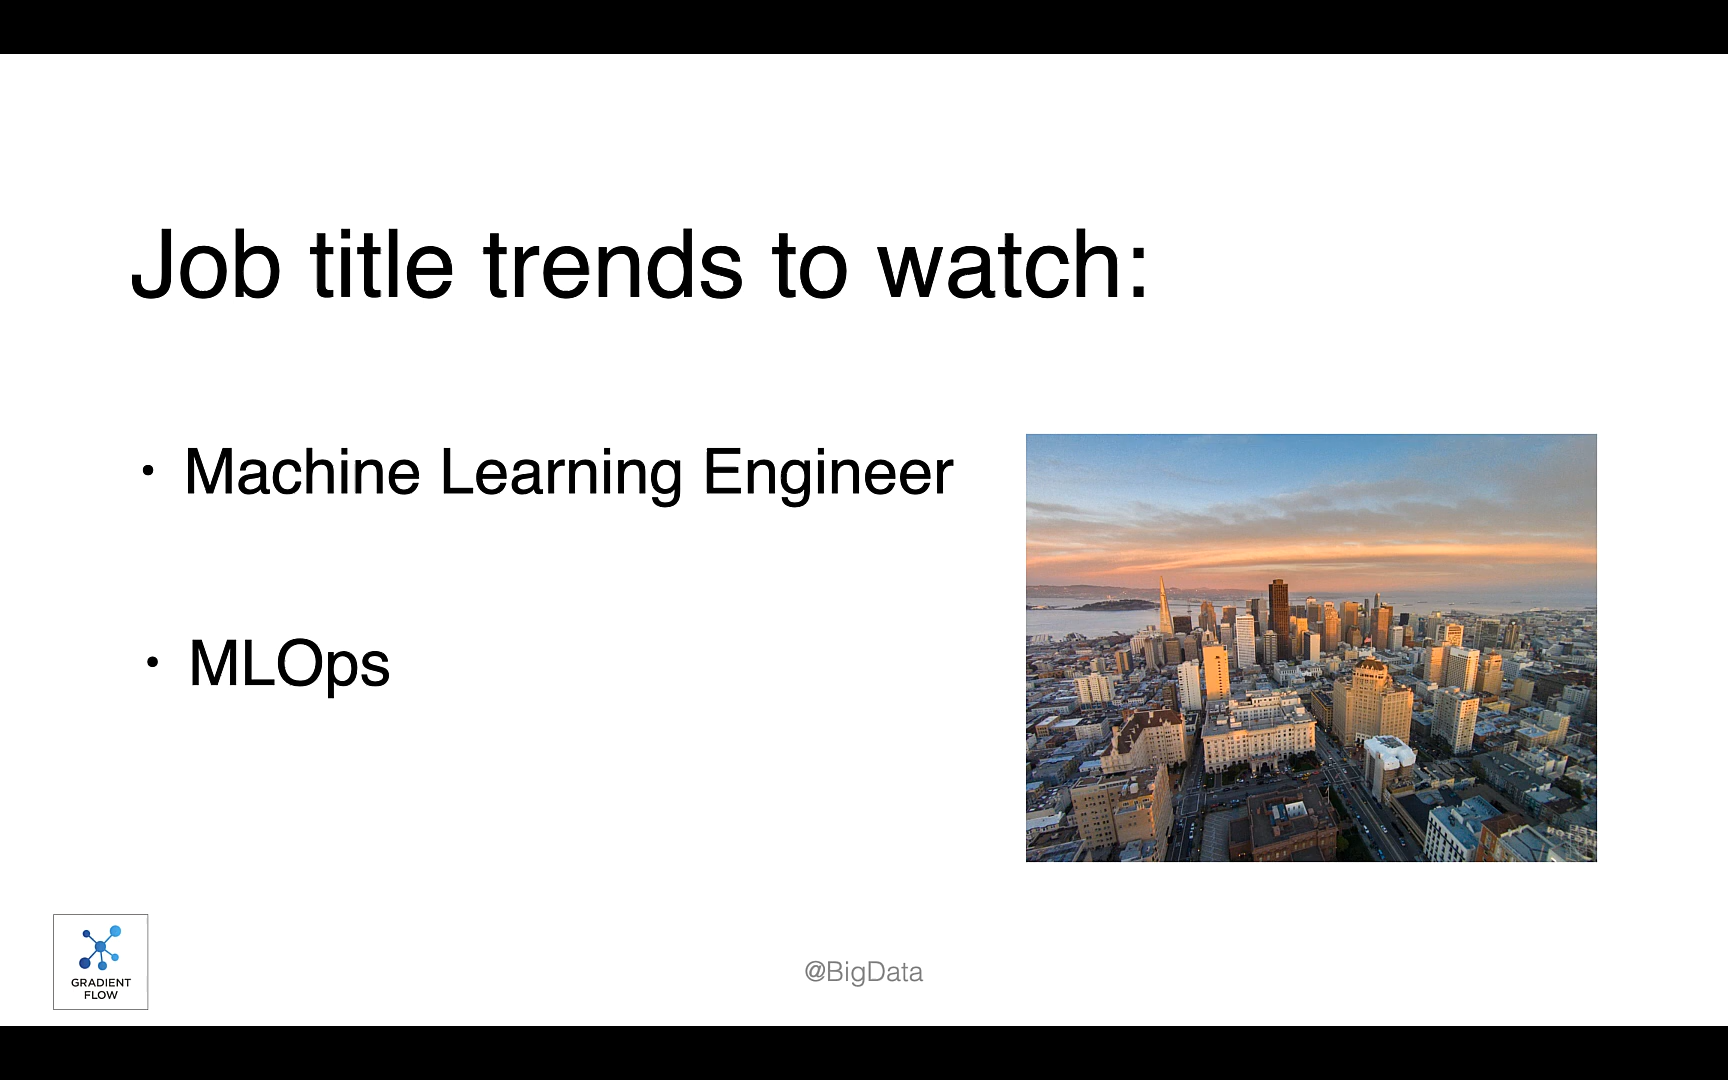 Job title trends to watch:
• Machine Learning Engineer
• MLOps
GRADIENT
FLOW
@BigData